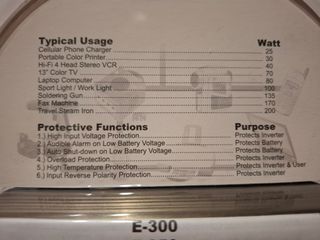 Typical Usage Watt
Cellular Phone Charger 25
Portable Color Printer 30
Hi-Fi 4 Head Stereo VCR 40
13" Color TV 70
Laptop Computer 80
Sport Light / Work Light 100
Soldering Gun 135
Fax Machine 170
Travel Steam Iron 200
Protective Functions Purpose
1.) High Input Voltage Protection Protects Inverter
2.) Audible Alarm on Low Battery Voltage Protects Battery
3.) Auto Shut-down on Low Battery Voltage Protects Battery
4.) Overload Protection Protects Inverter
5.) High Temperature Protection Protects Inverter & User
6.) Input Reverse Polarity Protection Protects Inverter
E-300